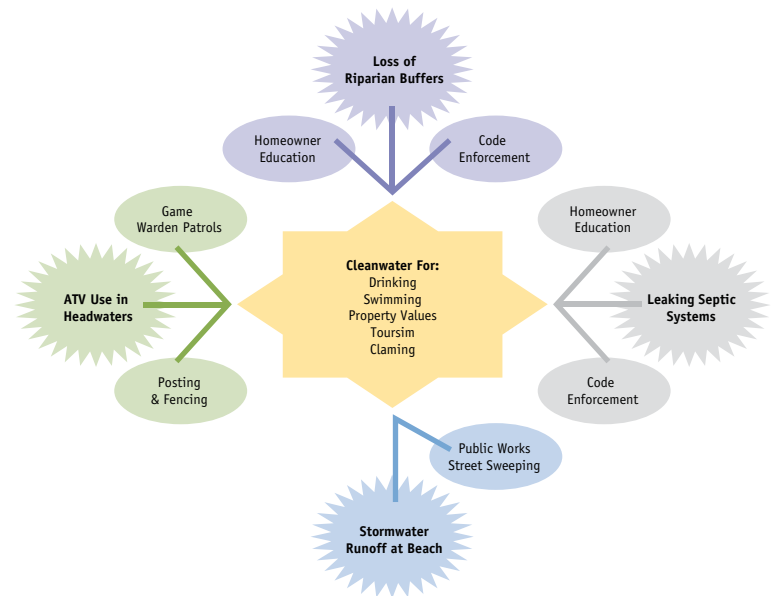 Loss of
Riparian Buffers
Homeowner
Education
Code
Enforcement
Game
Warden Patrols
Homeowner
Education
ATV Use in
Headwaters
Cleanwater For:
Drinking
Swimming
Property Values
Toursim
Claming
Leaking Septic
Systems
Posting
& Fencing
Code
Enforcement
Public Works
Street Sweeping
Stormwater
Runoff at Beach